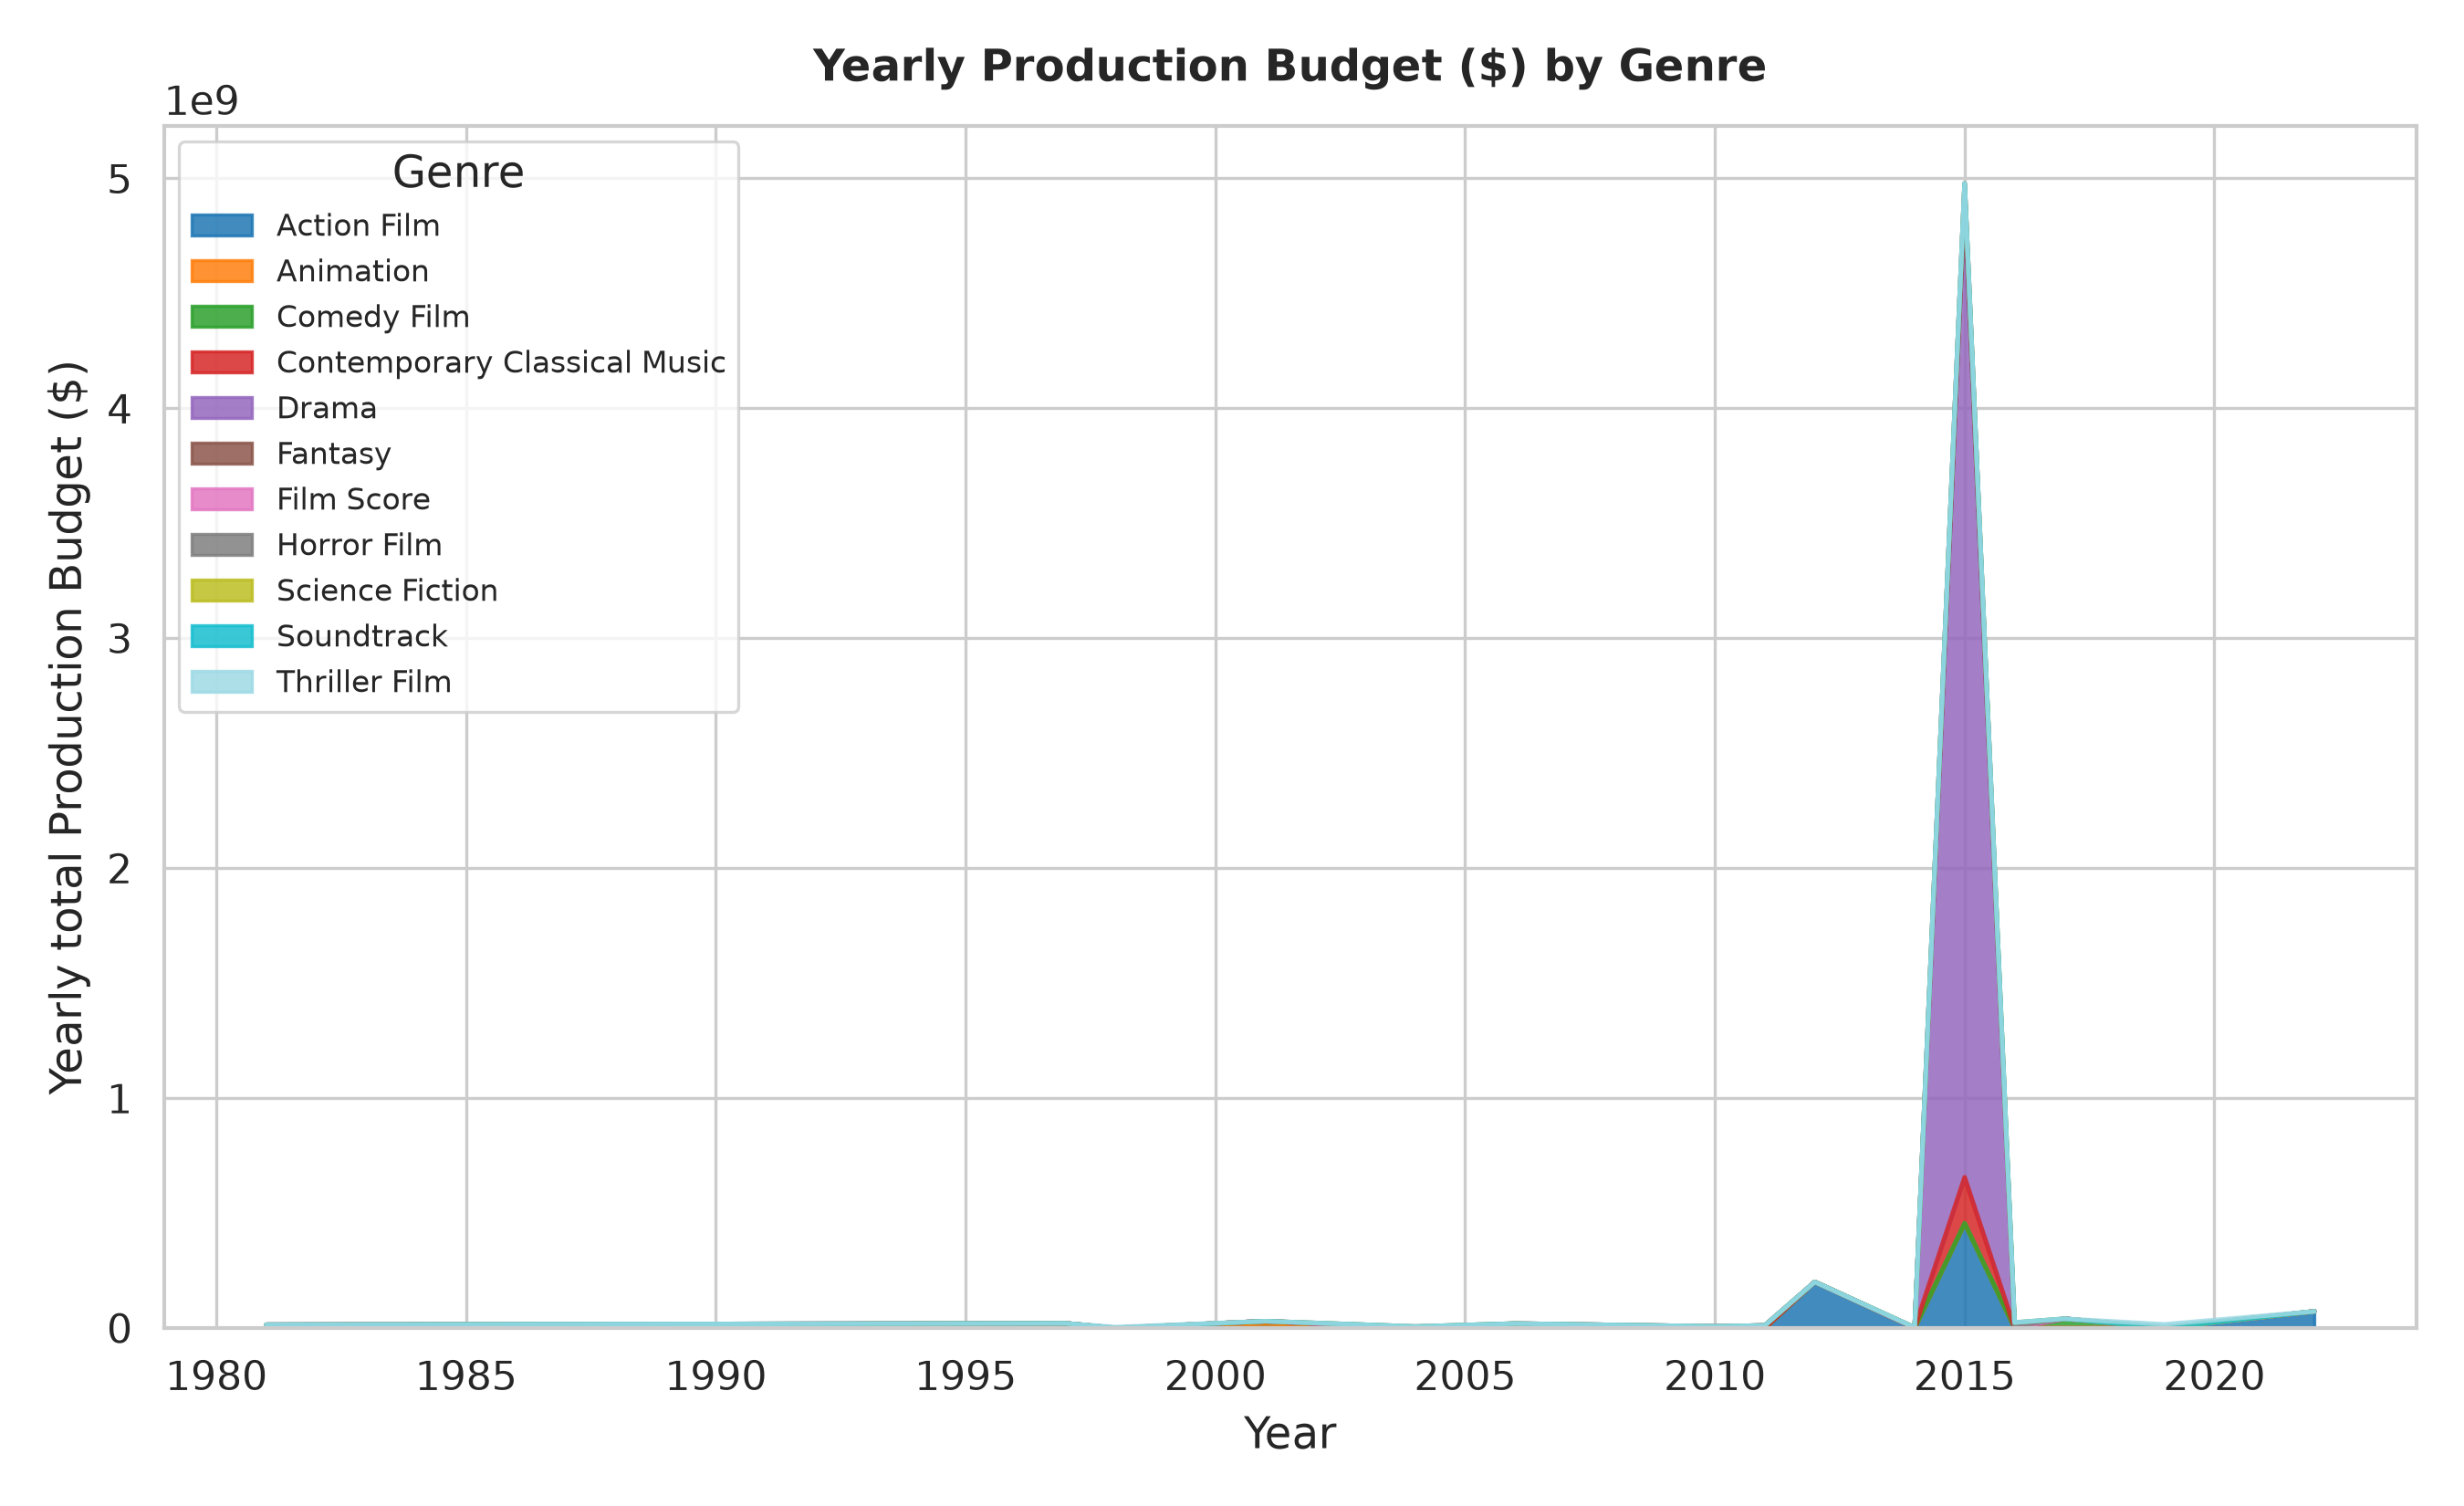 Yearly Production Budget ($) by Genre
1e9
Genre
Action Film
Animation
Comedy Film
Contemporary Classical Music
Drama
Fantasy
Film Score
Horror Film
Science Fiction
Soundtrack
Thriller Film
Yearly total Production Budget ($)
5
4
3
2
1
0
1980 1985 1990 1995 2000 2005 2010 2015 2020
Year